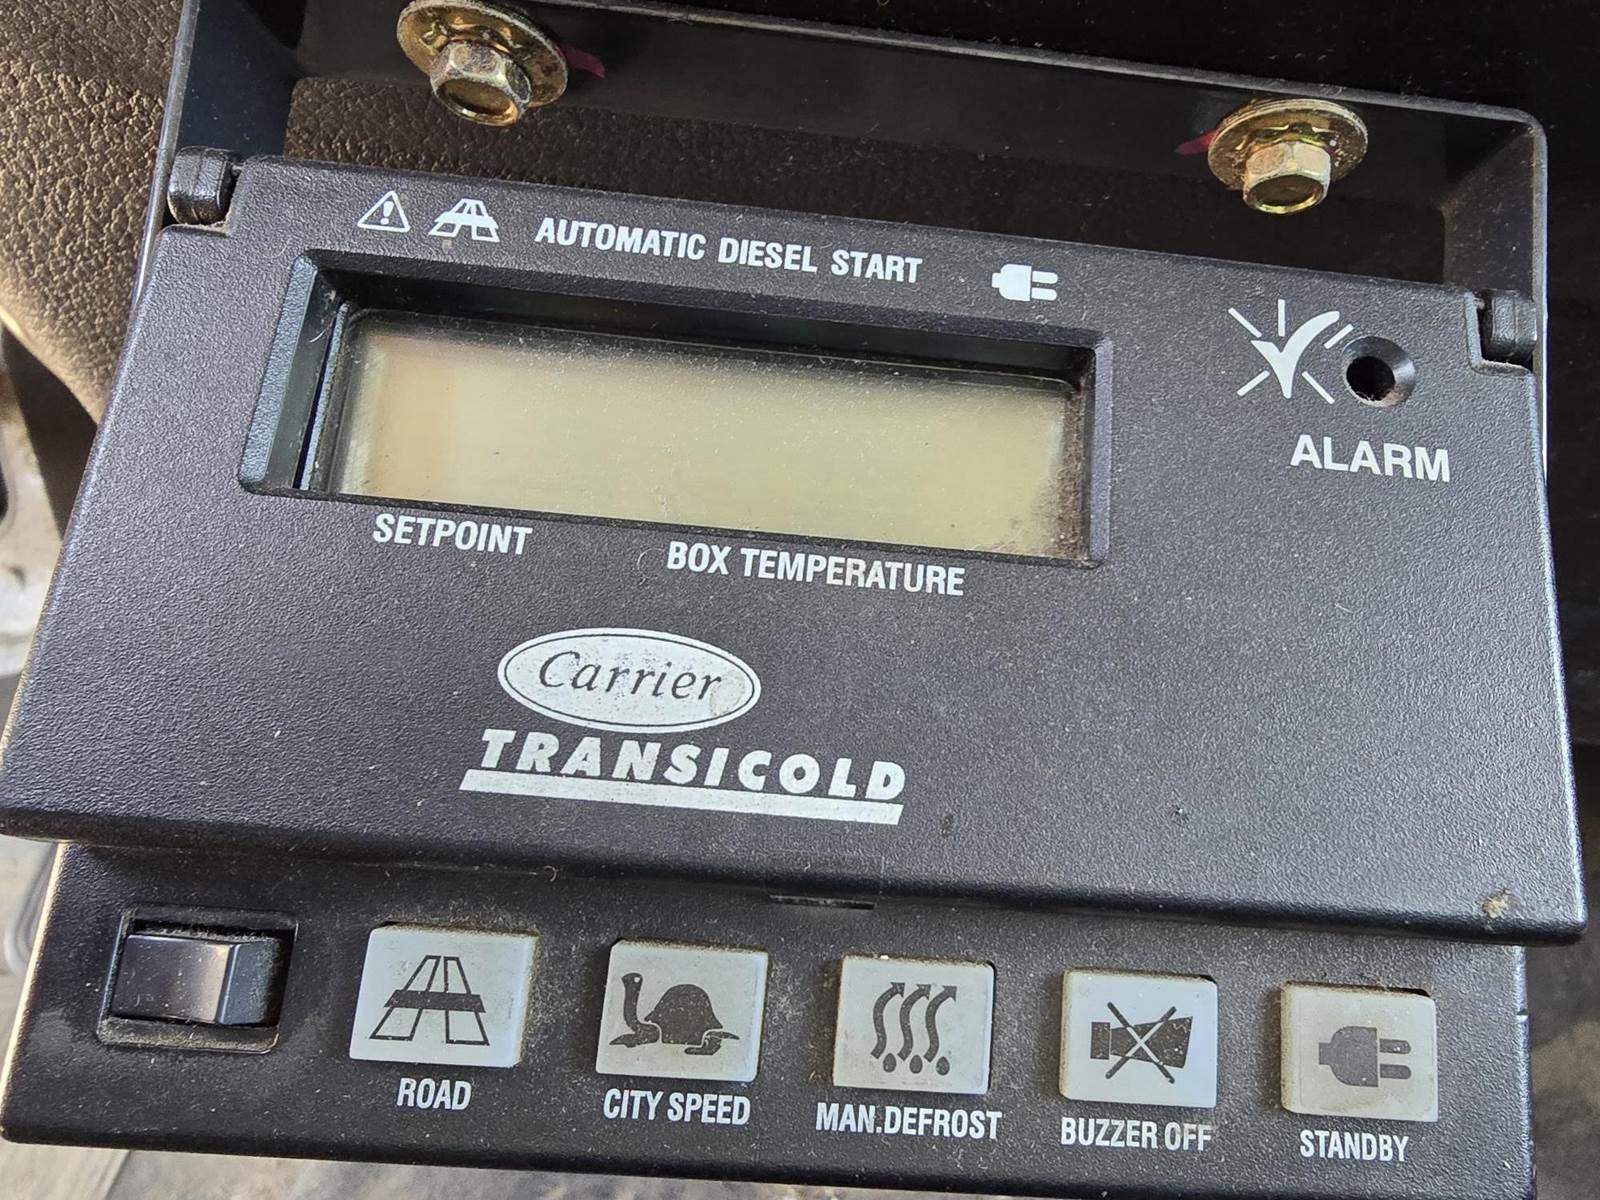 AUTOMATIC DIESEL START
ALARM
SETPOINT
BOX TEMPERATURE
Carrier
TRANSICOLD
ROAD
CITY SPEED
MAN.DEFROST
BUZZER OFF
STANDBY